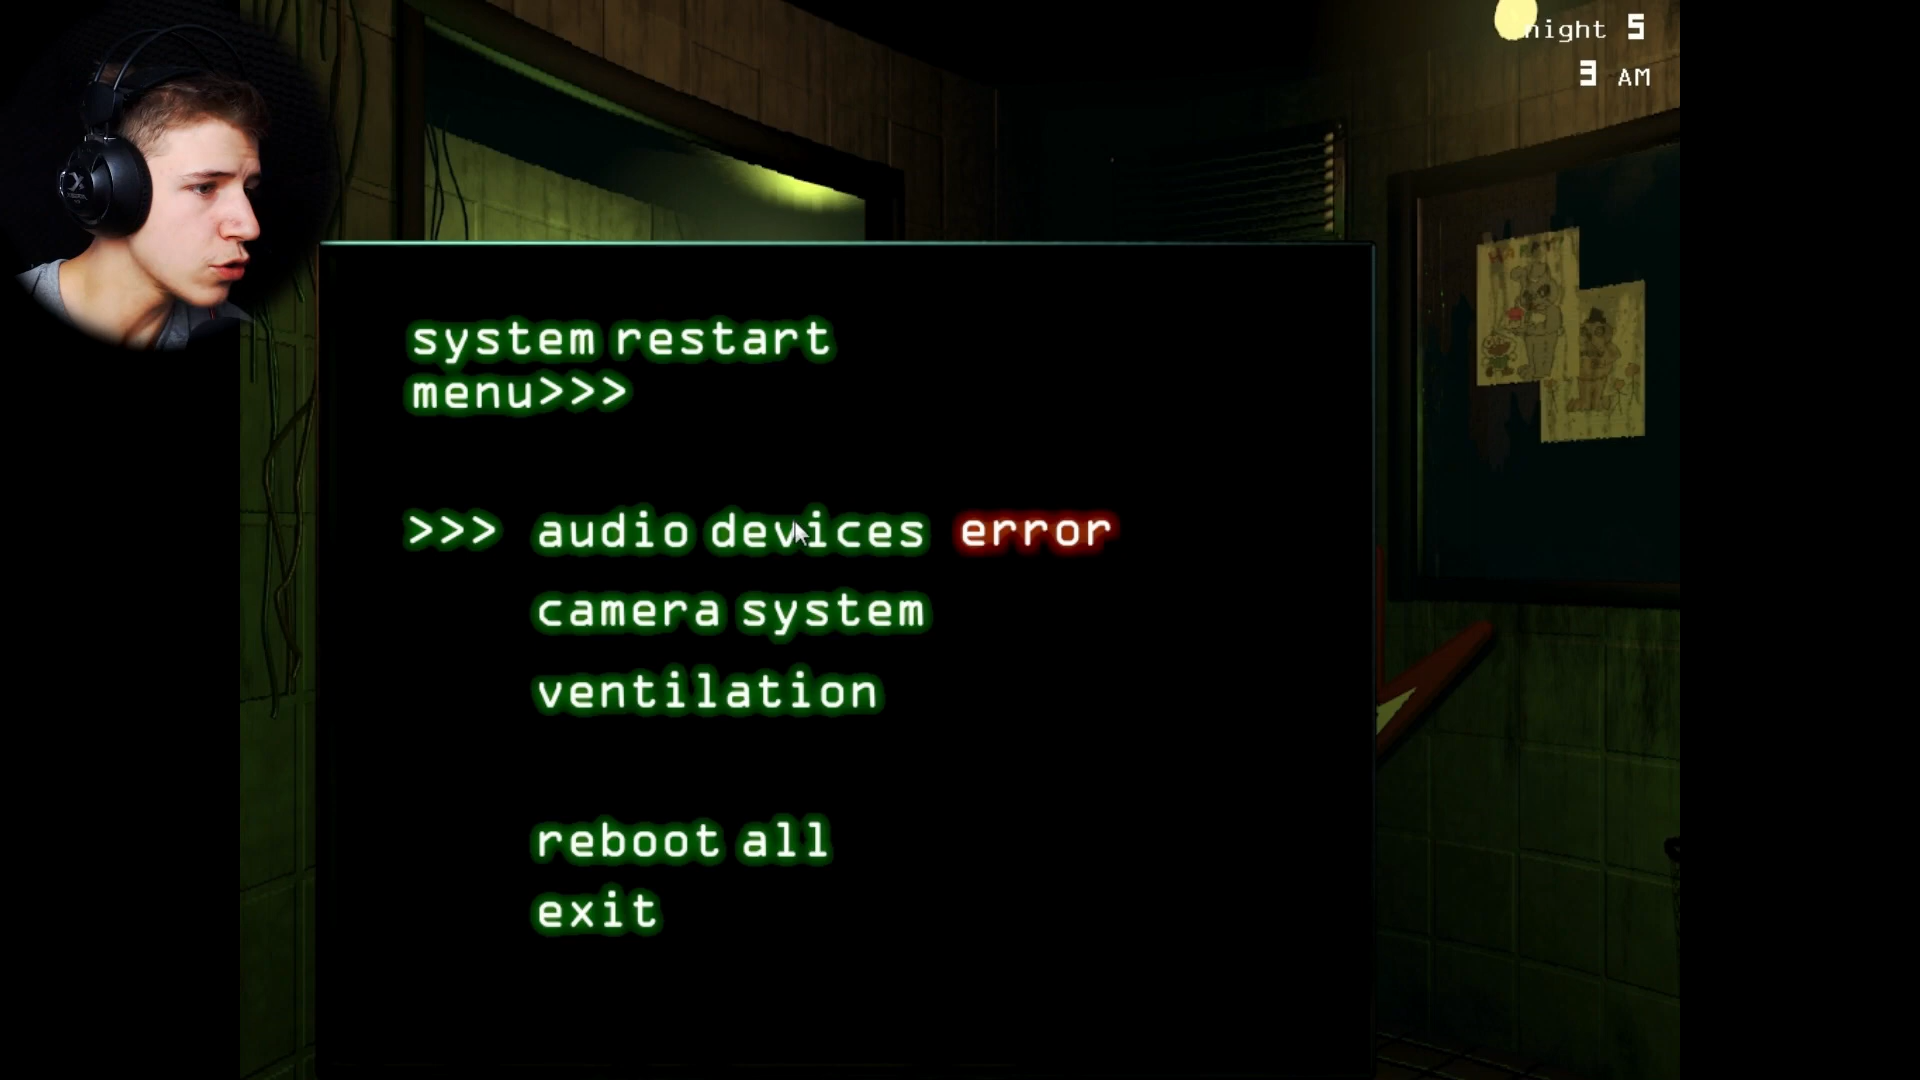 night 5
3 AM
system restart
menu>>>
>>> audio devices error
camera system
ventilation
reboot all
exit